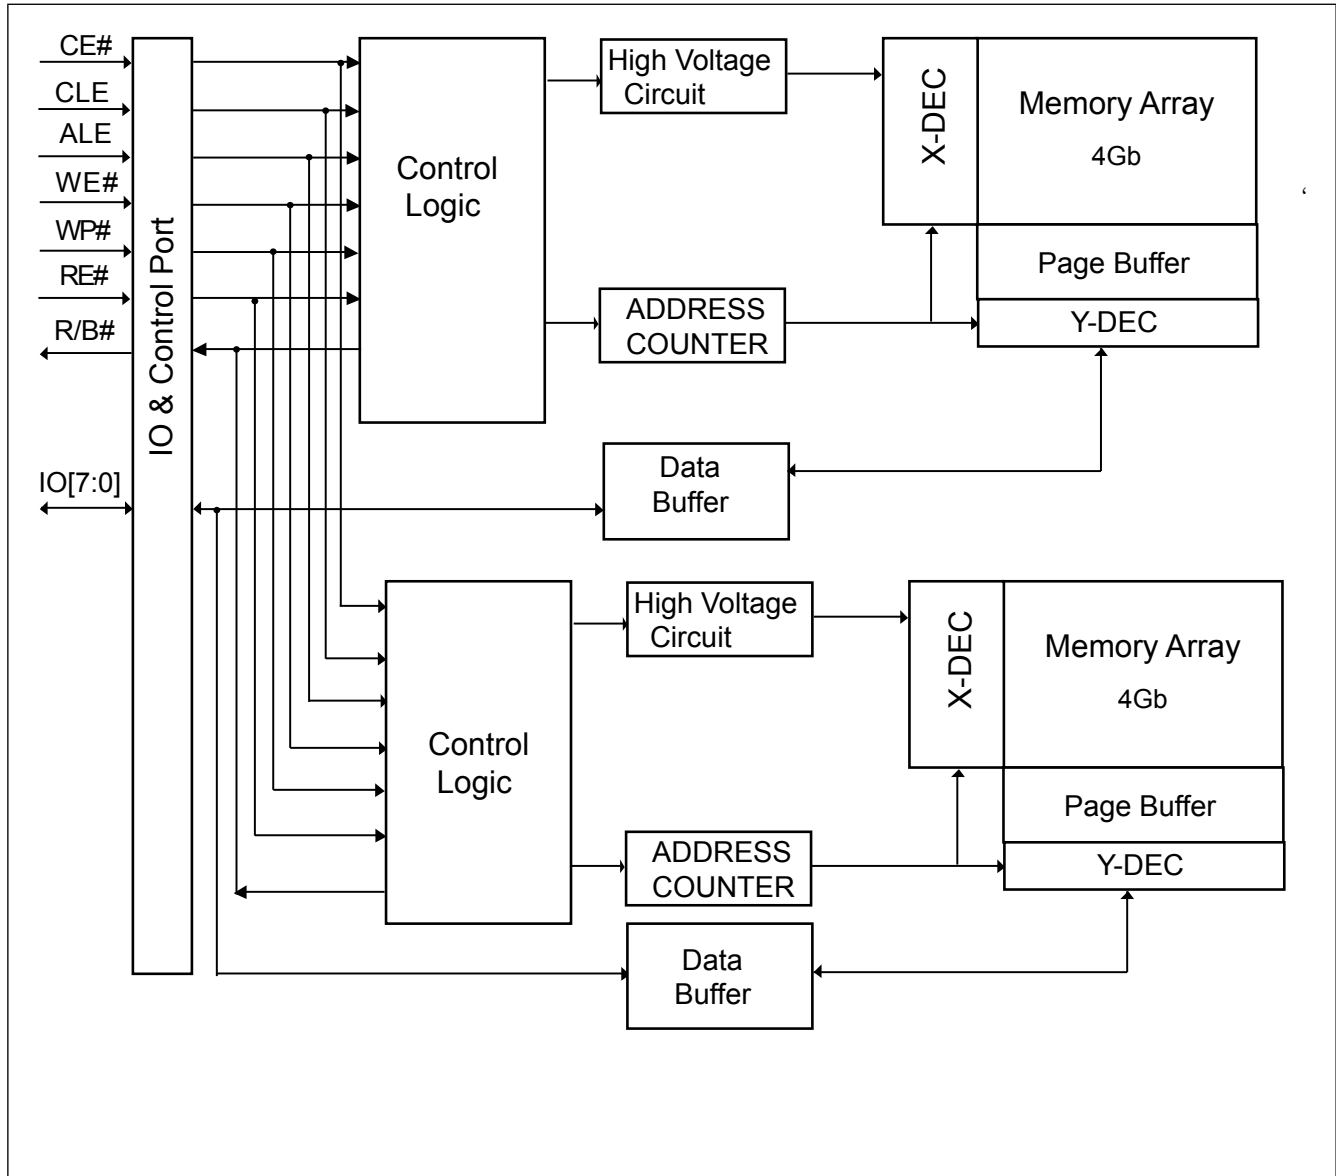 CE#
CLE
ALE
WE#
WP#
RE#
R/B#
IO[7:0]
IO & Control Port
Control
Logic
High Voltage
Circuit
X-DEC
Memory Array
4Gb
Page Buffer
Y-DEC
ADDRESS
COUNTER
Data
Buffer
‘
Control
Logic
High Voltage
Circuit
X-DEC
Memory Array
4Gb
Page Buffer
Y-DEC
ADDRESS
COUNTER
Data
Buffer